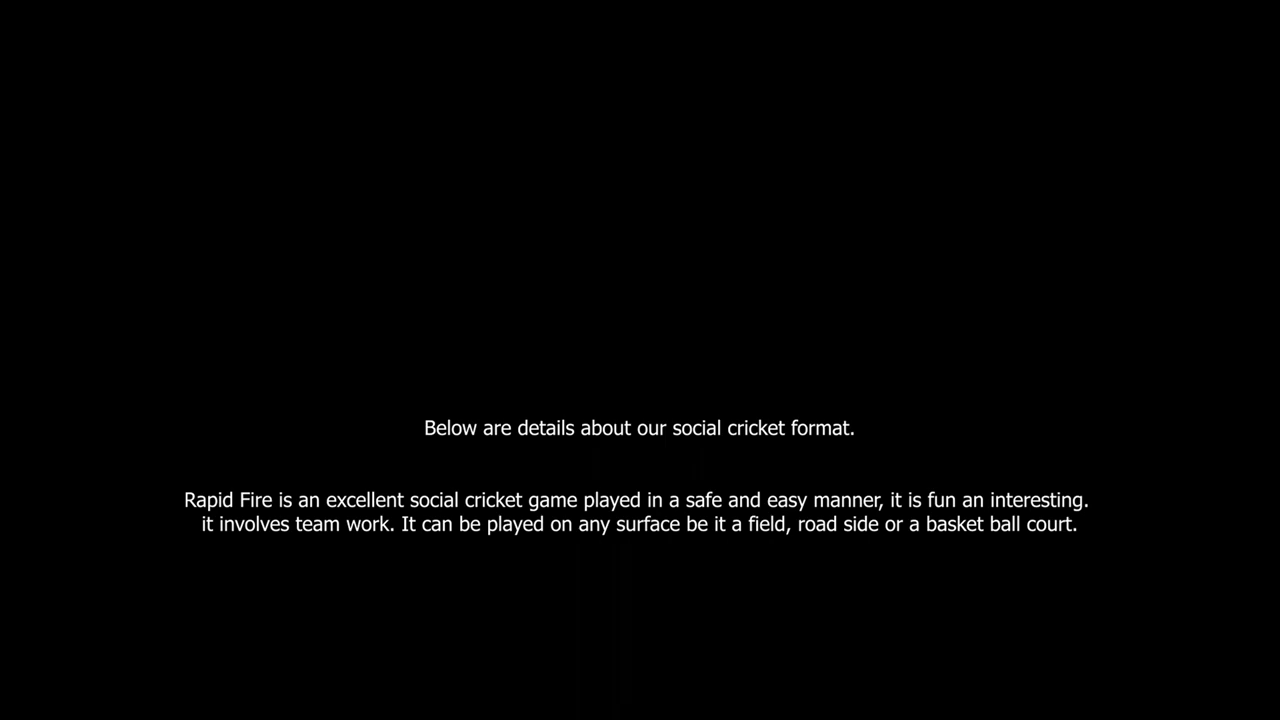 Below are details about our social cricket format.
Rapid Fire is an excellent social cricket game played in a safe and easy manner, it is fun an interesting.
it involves team work. It can be played on any surface be it a field, road side or a basket ball court.